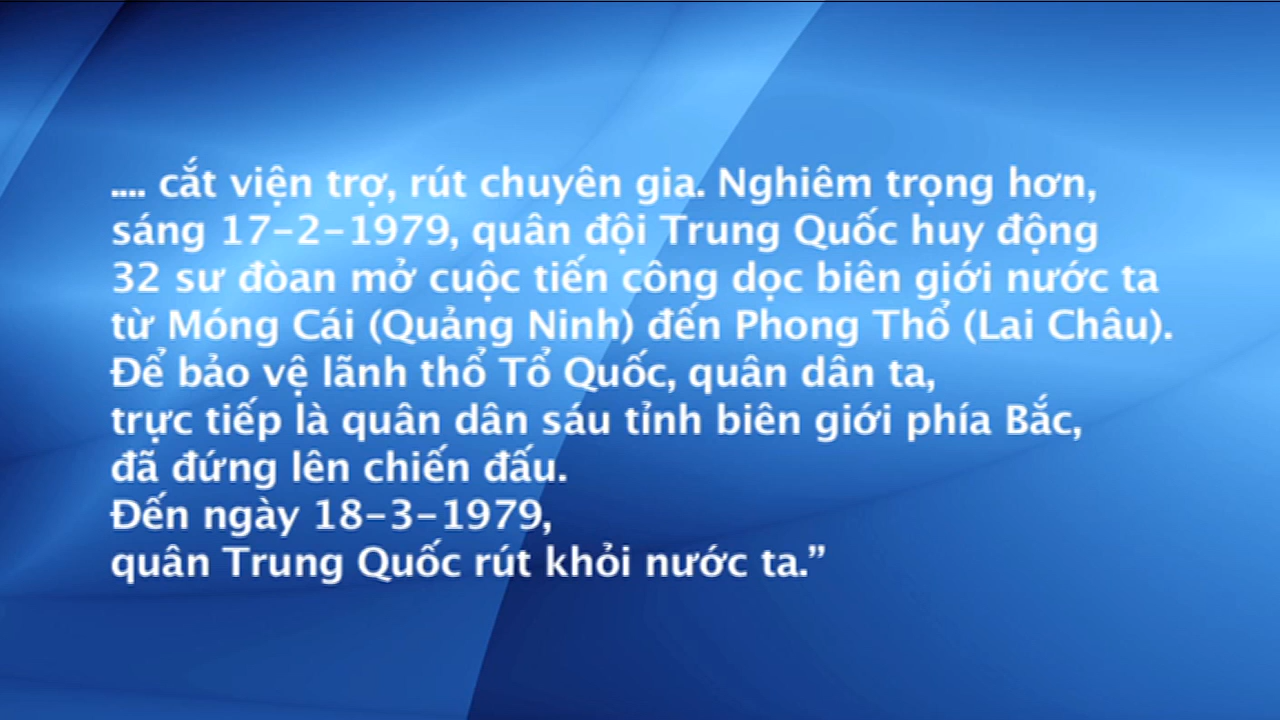 .... cắt viện trợ, rút chuyên gia. Nghiêm trọng hơn,
sáng 17-2-1979, quân đội Trung Quốc huy động
32 sư đòan mở cuộc tiến công dọc biên giới nước ta
từ Móng Cái (Quảng Ninh) đến Phong Thổ (Lai Châu).
Để bảo vệ lãnh thổ Tổ Quốc, quân dân ta,
trực tiếp là quân dân sáu tỉnh biên giới phía Bắc,
đã đứng lên chiến đấu.
Đến ngày 18-3-1979,
quân Trung Quốc rút khỏi nước ta.”